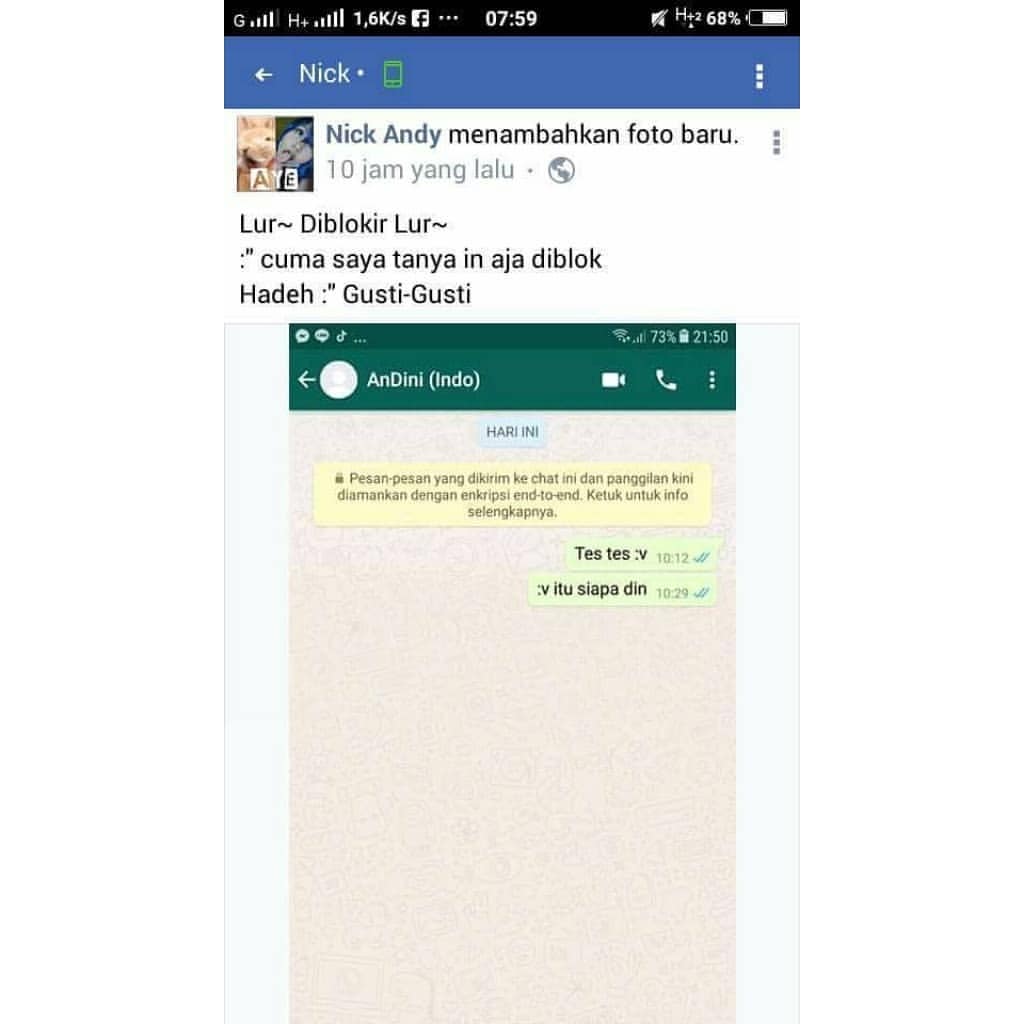 G H+ 1,6K/s ... 07:59 H+2 68%
Nick •
Nick Andy menambahkan foto baru.
10 jam yang lalu ·
AYE
Lur~ Diblokir Lur~
:" cuma saya tanya in aja diblok
Hadeh :" Gusti-Gusti
... 73% 21:50
AnDini (Indo)
HARI INI
Pesan-pesan yang dikirim ke chat ini dan panggilan kini
diamankan dengan enkripsi end-to-end. Ketuk untuk info
selengkapnya.
Tes tes :v 10:12
:v itu siapa din 10:29